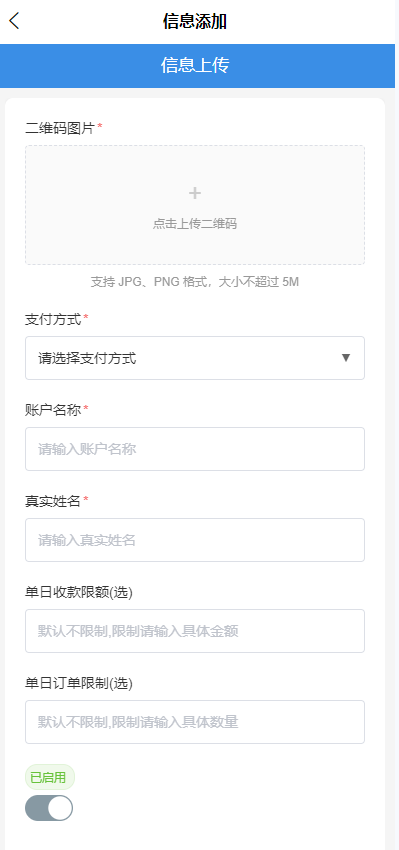 信息添加
信息上传
二维码图片*
+
点击上传二维码
支持 JPG、PNG 格式，大小不超过 5M
支付方式*
请选择支付方式
账户名称*
请输入账户名称
真实姓名*
请输入真实姓名
单日收款限额(选)
默认不限制,限制请输入具体金额
单日订单限制(选)
默认不限制,限制请输入具体数量
已启用